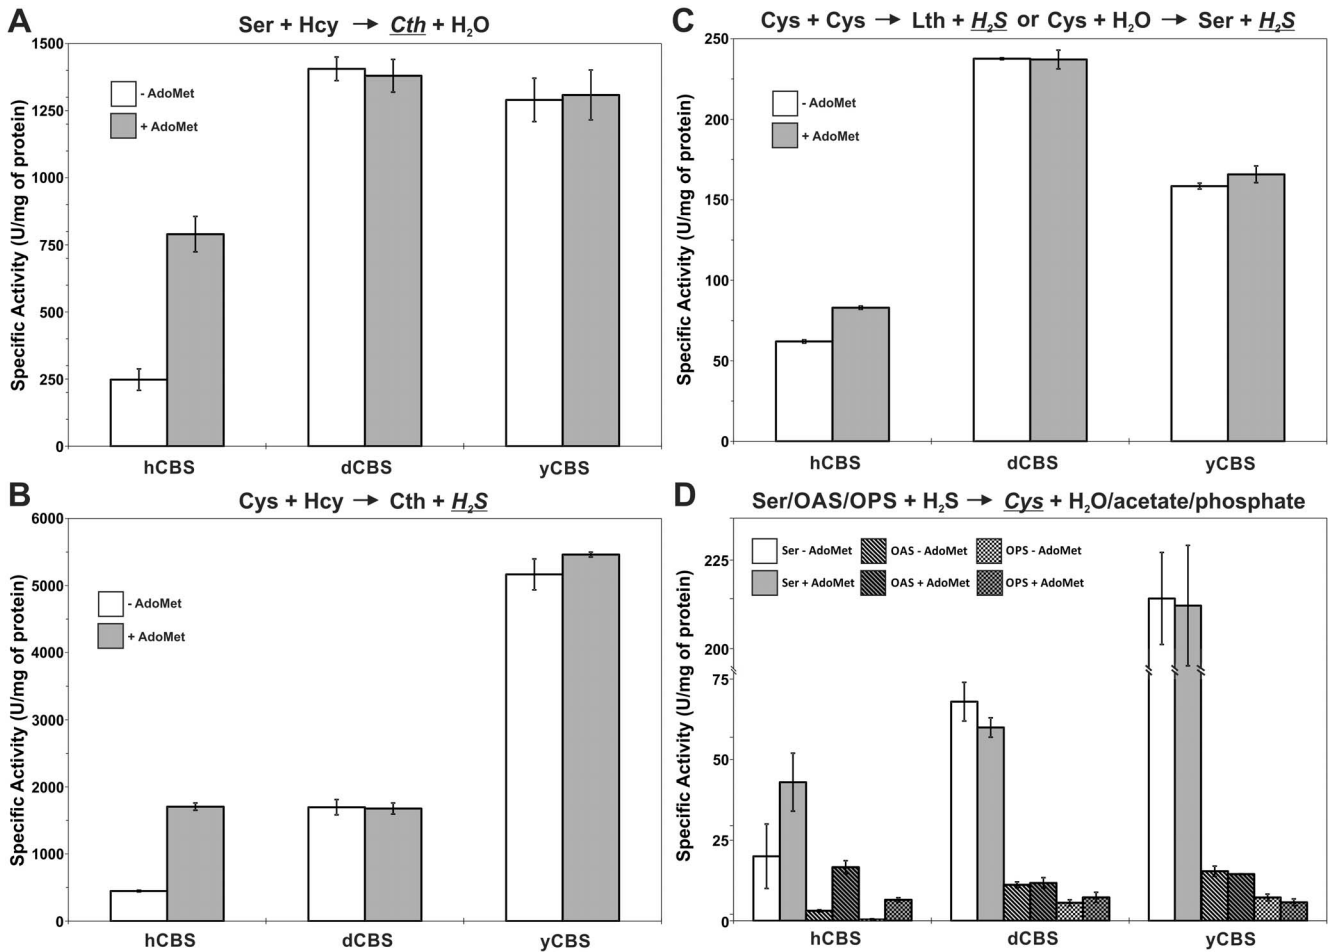 A
Ser + Hcy → Cth + H₂O
Specific Activity (U/mg of protein)
1500
1250
1000
750
500
250
0
- AdoMet
+ AdoMet
hCBS
dCBS
yCBS
B
Cys + Hcy → Cth + H₂S
Specific Activity (U/mg of protein)
6000
5000
4000
3000
2000
1000
0
- AdoMet
+ AdoMet
hCBS
dCBS
yCBS
C
Cys + Cys → Lth + H₂S or Cys + H₂O → Ser + H₂S
Specific Activity (U/mg of protein)
250
200
150
100
50
0
- AdoMet
+ AdoMet
hCBS
dCBS
yCBS
D
Ser/OAS/OPS + H₂S → Cys + H₂O/acetate/phosphate
Specific Activity (U/mg of protein)
225
200
75
50
25
0
Ser - AdoMet
OAS - AdoMet
OPS - AdoMet
Ser + AdoMet
OAS + AdoMet
OPS + AdoMet
hCBS
dCBS
yCBS